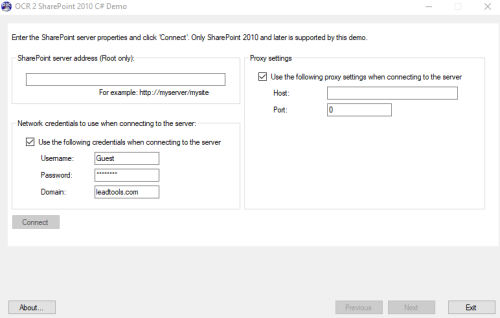 OCR 2 SharePoint 2010 C# Demo
Enter the SharePoint server properties and click 'Connect'. Only SharePoint 2010 and later is supported by this demo.
SharePoint server address (Root only):
For example: http://myserver/mysite
Network credentials to use when connecting to the server:
Use the following credentials when connecting to the server
Username: Guest
Password: ********
Domain: leadtools.com
Connect
Proxy settings
Use the following proxy settings when connecting to the server
Host:
Port: 0
About...
Previous
Next
Exit